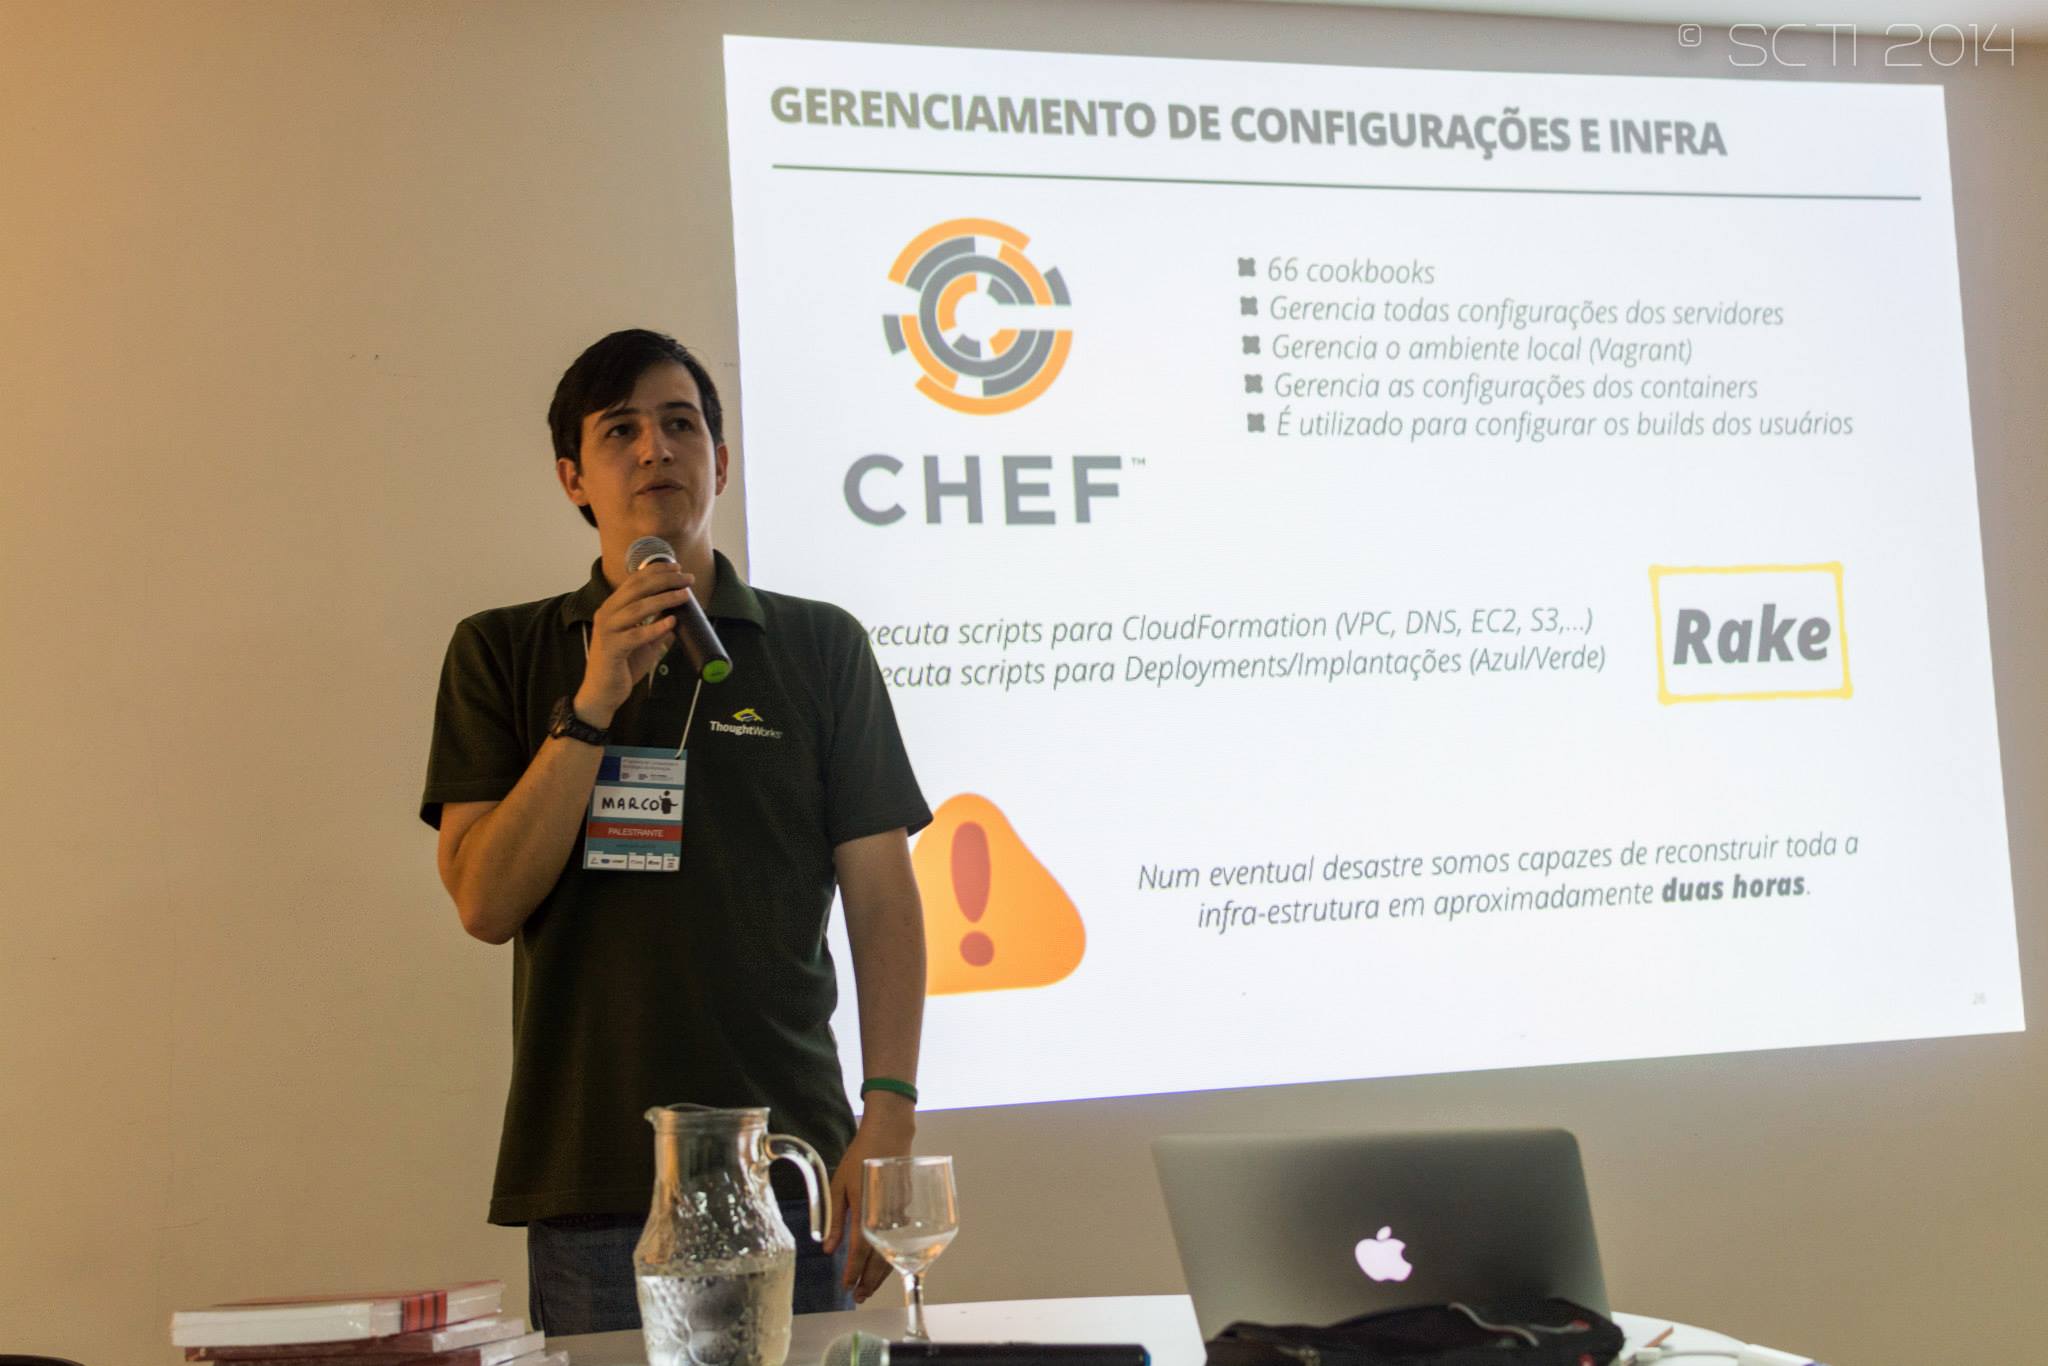 © SCTI 2014
GERENCIAMENTO DE CONFIGURAÇÕES E INFRA
66 cookbooks
Gerencia todas configurações dos servidores
Gerencia o ambiente local (Vagrant)
Gerencia as configurações dos containers
É utilizado para configurar os builds dos usuários
CHEF™
xecuta scripts para CloudFormation (VPC, DNS, EC2, S3,...)
ecuta scripts para Deployments/Implantações (Azul/Verde)
Rake
Num eventual desastre somos capazes de reconstruir toda a
infra-estrutura em aproximadamente duas horas.
26
ThoughtWorks
MARCO
PALESTRANTE